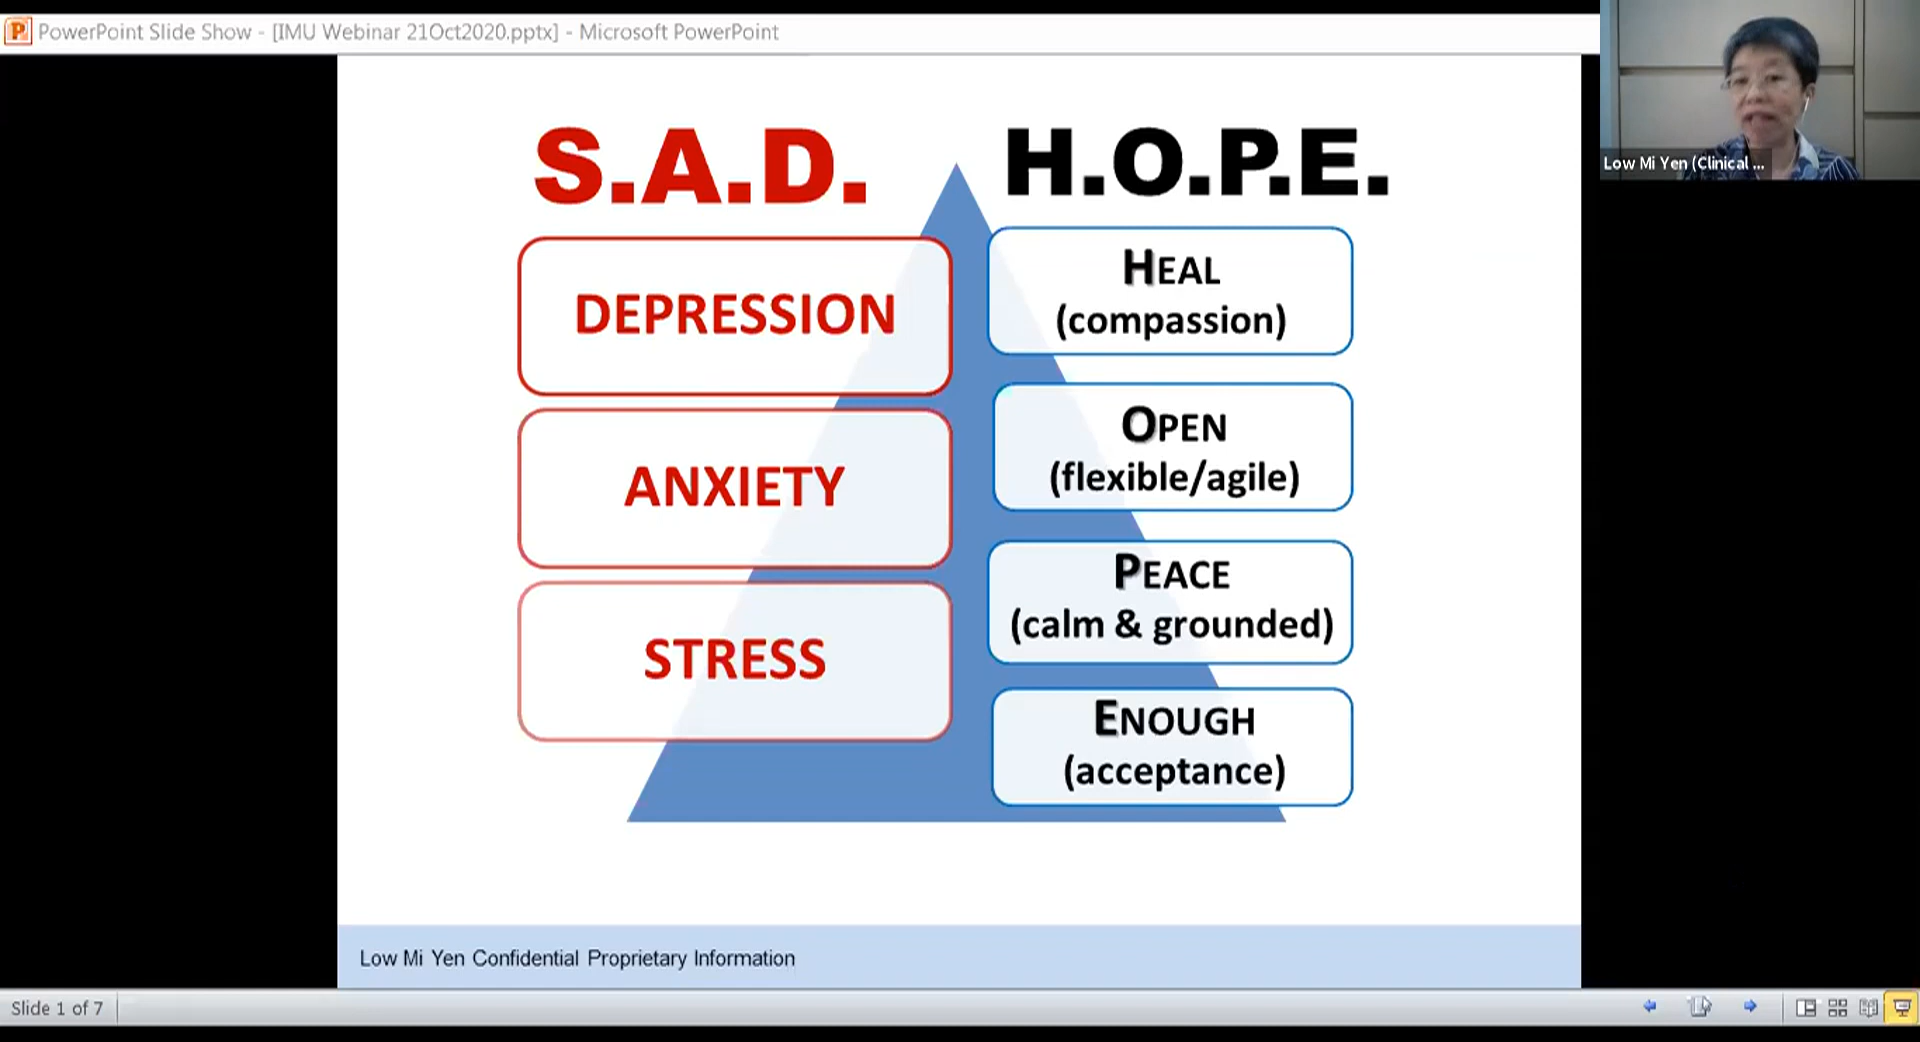 PowerPoint Slide Show - [IMU Webinar 21Oct2020.pptx] - Microsoft PowerPoint
Low Mi Yen (Clinical ...
S.A.D.
DEPRESSION
ANXIETY
STRESS
H.O.P.E.
HEAL
(compassion)
OPEN
(flexible/agile)
PEACE
(calm & grounded)
ENOUGH
(acceptance)
Low Mi Yen Confidential Proprietary Information
Slide 1 of 7